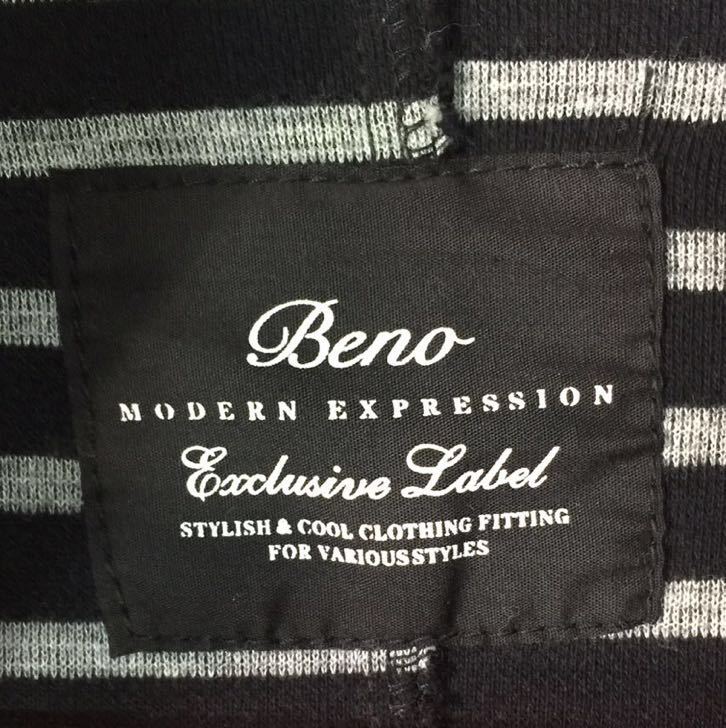 Beno
MODERN EXPRESSION
Exclusive Label
STYLISH & COOL CLOTHING FITTING
FOR VARIOUS STYLES